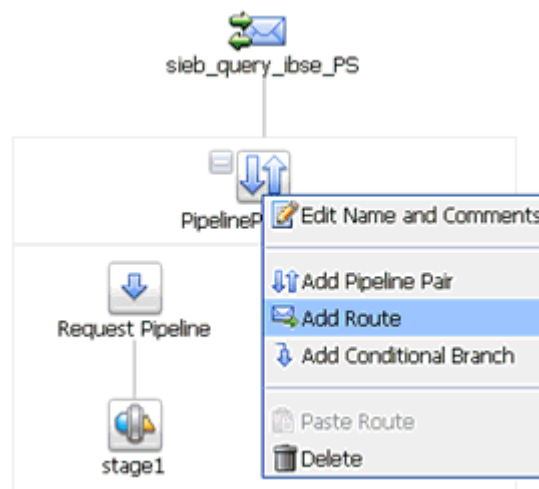 sieb_query_ibse_PS
PipelineP
Edit Name and Comments
Add Pipeline Pair
Add Route
Add Conditional Branch
Request Pipeline
Paste Route
Delete
stage1